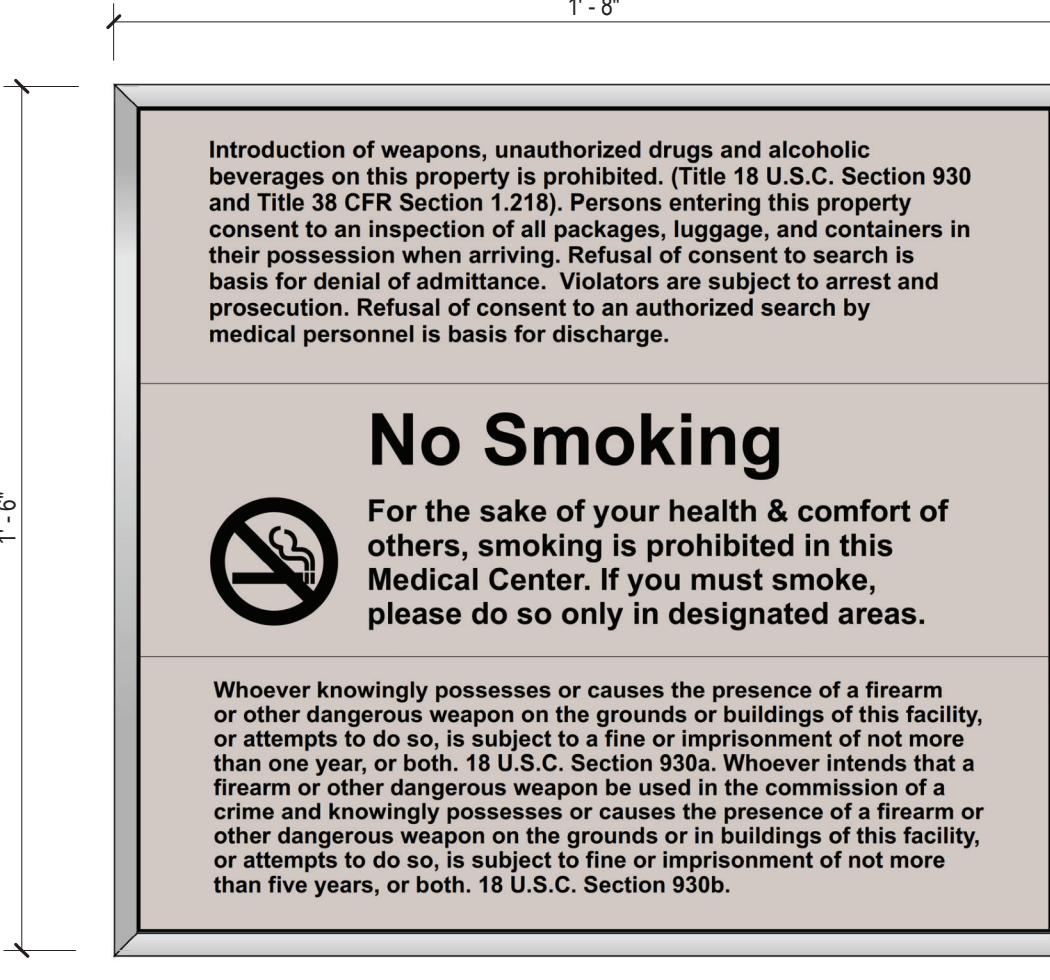 1' - 8"
1' - 6"
Introduction of weapons, unauthorized drugs and alcoholic
beverages on this property is prohibited. (Title 18 U.S.C. Section 930
and Title 38 CFR Section 1.218). Persons entering this property
consent to an inspection of all packages, luggage, and containers in
their possession when arriving. Refusal of consent to search is
basis for denial of admittance.  Violators are subject to arrest and
prosecution. Refusal of consent to an authorized search by
medical personnel is basis for discharge.
No Smoking
For the sake of your health & comfort of
others, smoking is prohibited in this
Medical Center. If you must smoke,
please do so only in designated areas.
Whoever knowingly possesses or causes the presence of a firearm
or other dangerous weapon on the grounds or buildings of this facility,
or attempts to do so, is subject to a fine or imprisonment of not more
than one year, or both. 18 U.S.C. Section 930a. Whoever intends that a
firearm or other dangerous weapon be used in the commission of a
crime and knowingly possesses or causes the presence of a firearm or
other dangerous weapon on the grounds or in buildings of this facility,
or attempts to do so, is subject to fine or imprisonment of not more
than five years, or both. 18 U.S.C. Section 930b.